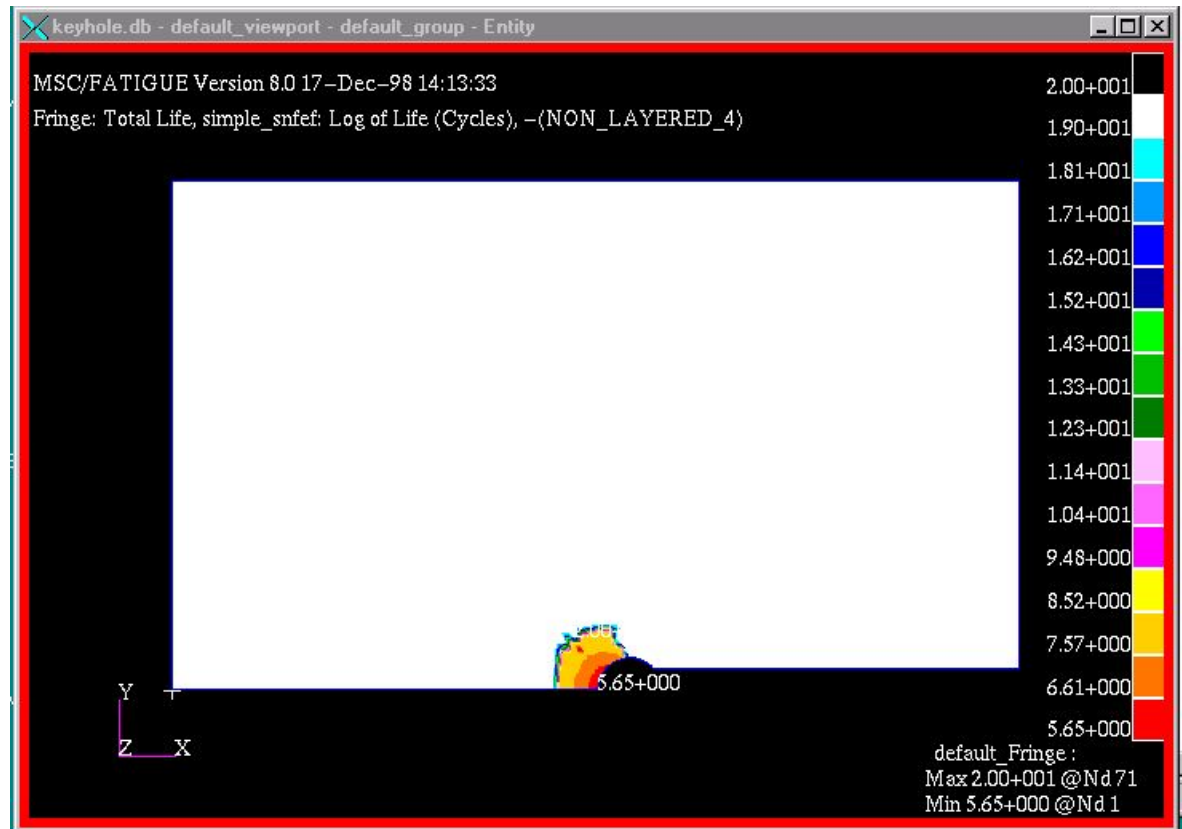 keyhole.db - default_viewport - default_group - Entity
MSC/FATIGUE Version 8.0 17-Dec-98 14:13:33
Fringe: Total Life, simple_snfef: Log of Life (Cycles), -(NON_LAYERED_4)
2.00+001
1.90+001
1.81+001
1.71+001
1.62+001
1.52+001
1.43+001
1.33+001
1.23+001
1.14+001
1.04+001
9.48+000
8.52+000
7.57+000
6.61+000
5.65+000
5.65+000
Y
Z X
default_Fringe :
Max 2.00+001 @Nd 71
Min 5.65+000 @Nd 1